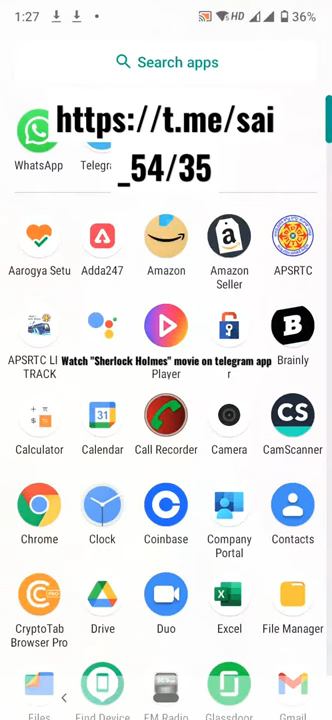 1:27
HD
36%
Search apps
https://t.me/sai
_54/35
WhatsApp
Aarogya Setu
Adda247
Amazon
Amazon
Seller
APSRTC
APSRTC LI
TRACK
Watch "Sherlock Holmes" movie on telegram app
Player
r
Brainly
Calculator
Calendar
Call Recorder
Camera
CamScanner
Chrome
Clock
Coinbase
Company
Portal
Contacts
CryptoTab
Browser Pro
Drive
Duo
Excel
File Manager
Files
Find Device
FM Radio
Glassdoor
Gmail